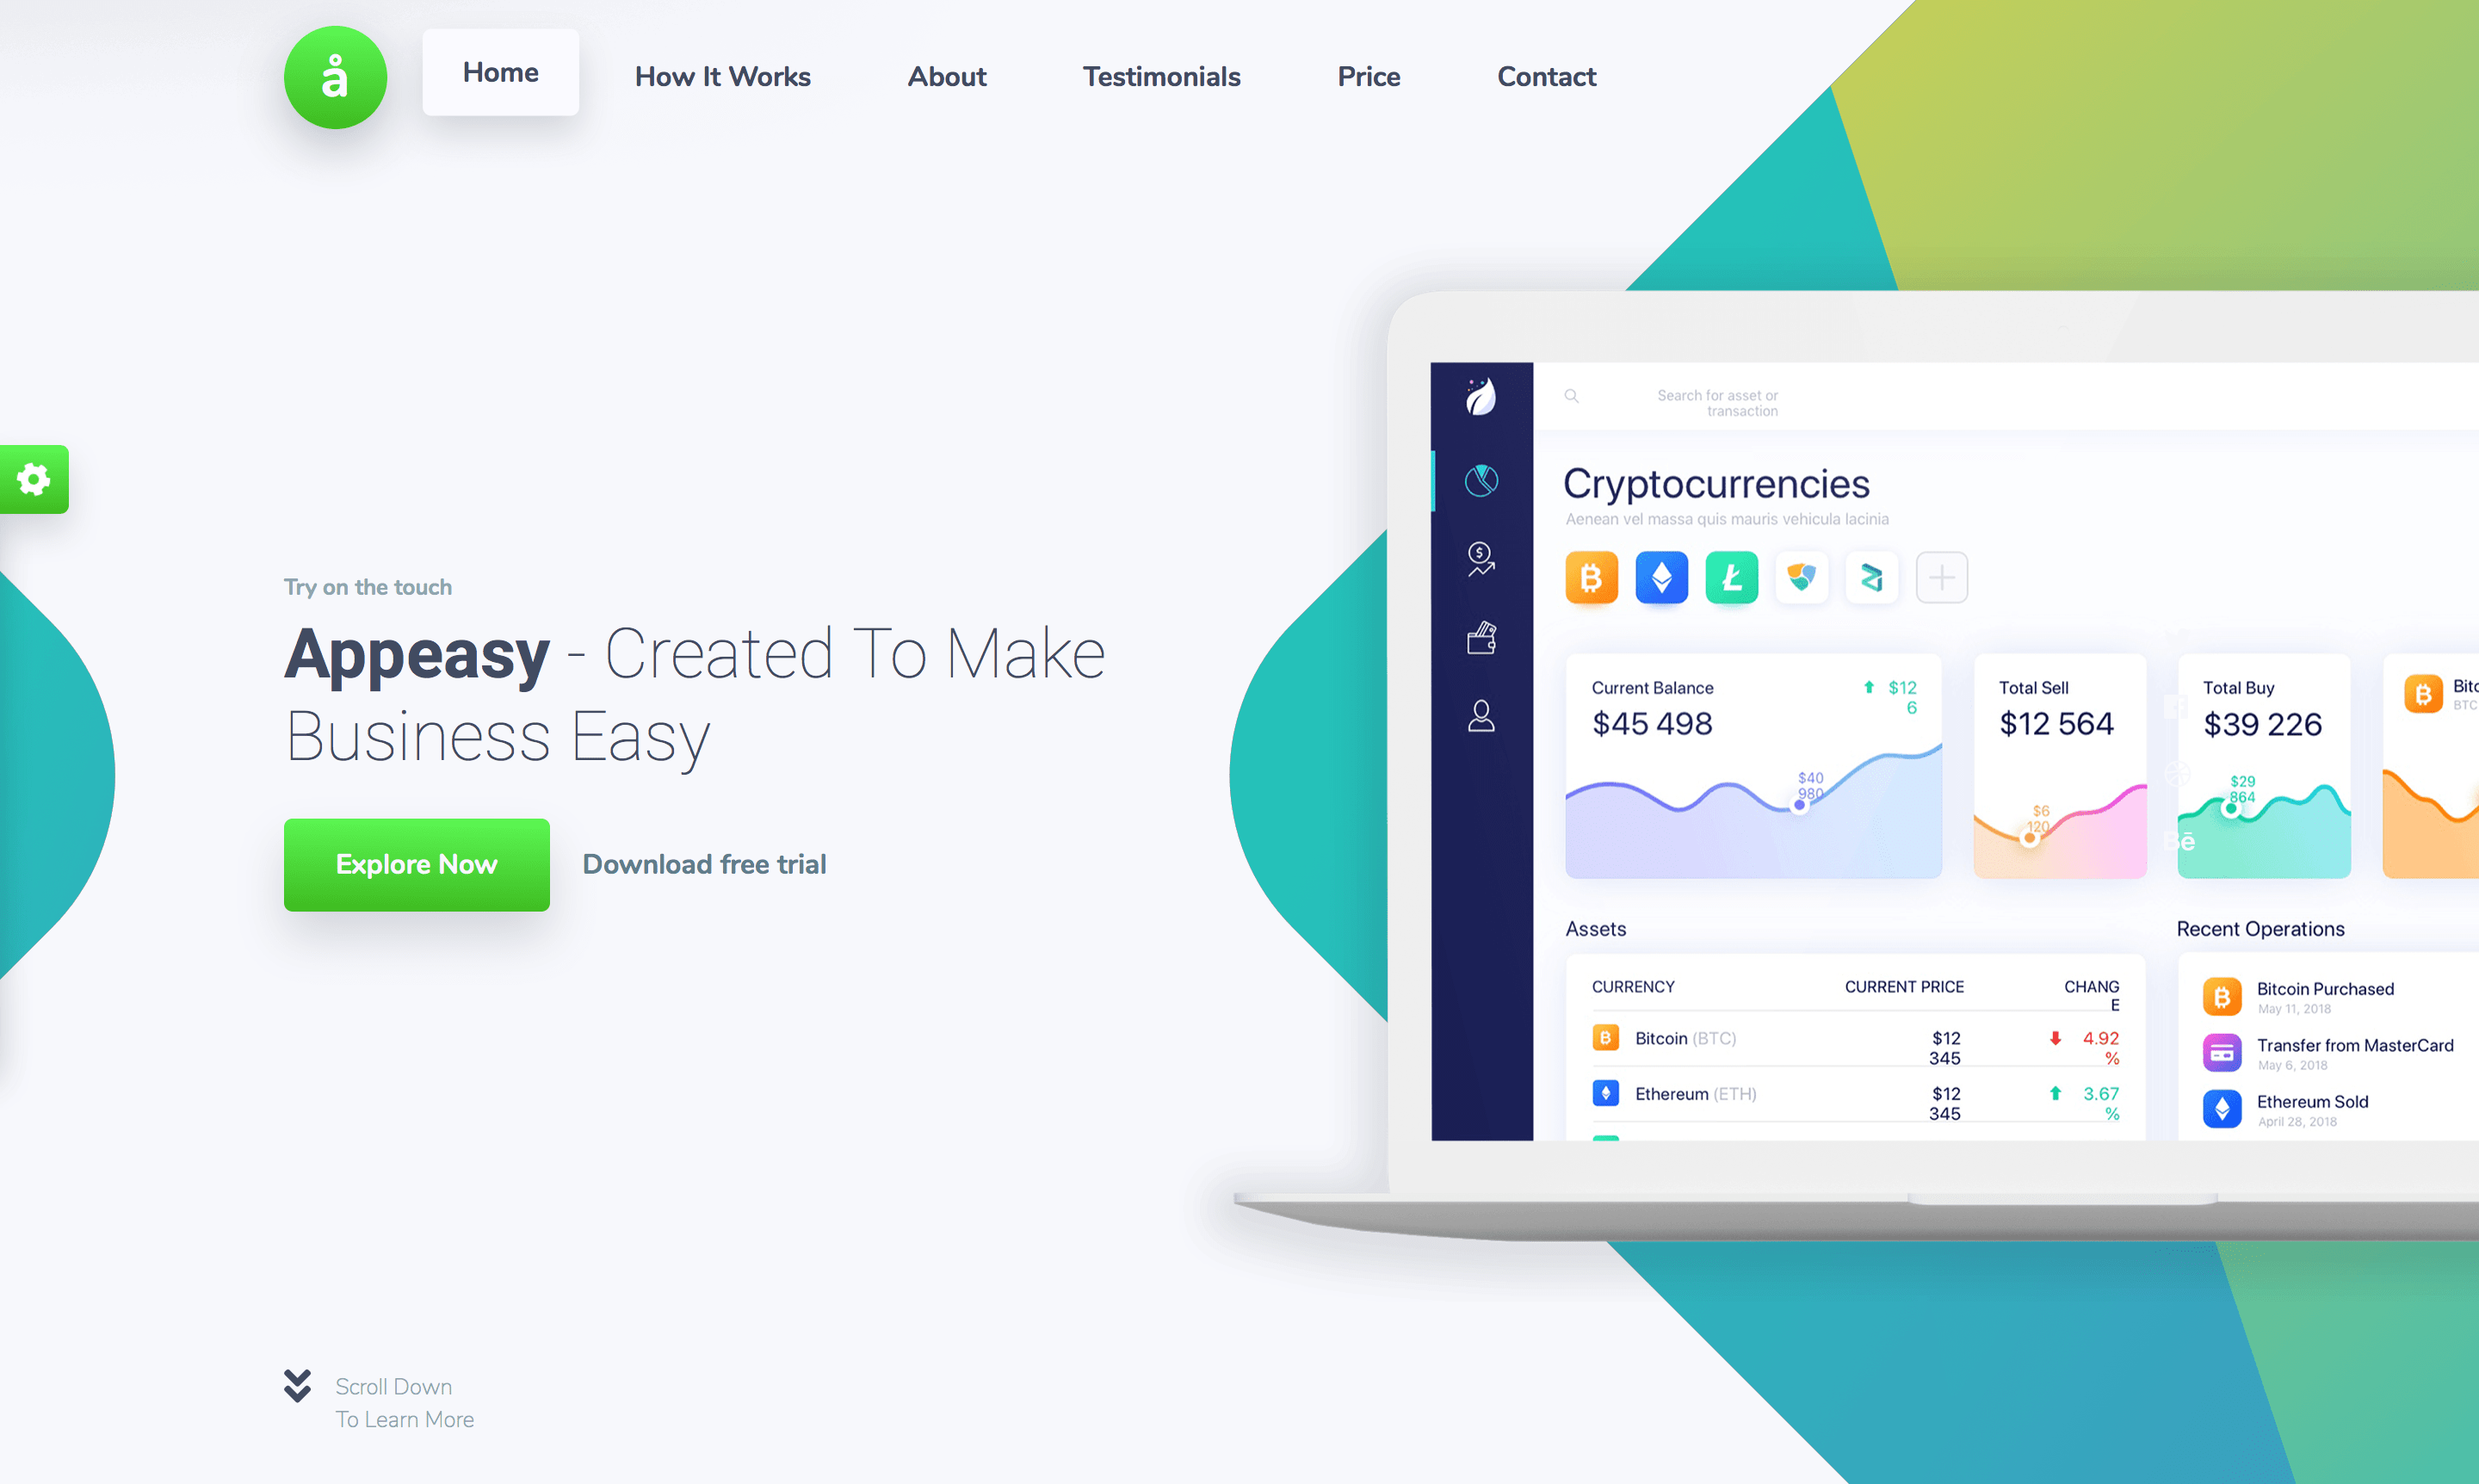 å
Home
How It Works
About
Testimonials
Price
Contact
Try on the touch
Appeasy - Created To Make
Business Easy
Explore Now
Download free trial
Scroll Down
To Learn More
Search for asset or
transaction
Cryptocurrencies
Aenean vel massa quis mauris vehicula lacinia
Current Balance
$12
6
$45 498
$40
980
Total Sell
$12 564
$6
120
Total Buy
$39 226
$29
864
Bē
BTC
Assets
CURRENCY
CURRENT PRICE
CHANG
E
Bitcoin (BTC)
$12
345
4.92
%
Ethereum (ETH)
$12
345
3.67
%
Recent Operations
Bitcoin Purchased
May 11, 2018
Transfer from MasterCard
May 6, 2018
Ethereum Sold
April 28, 2018